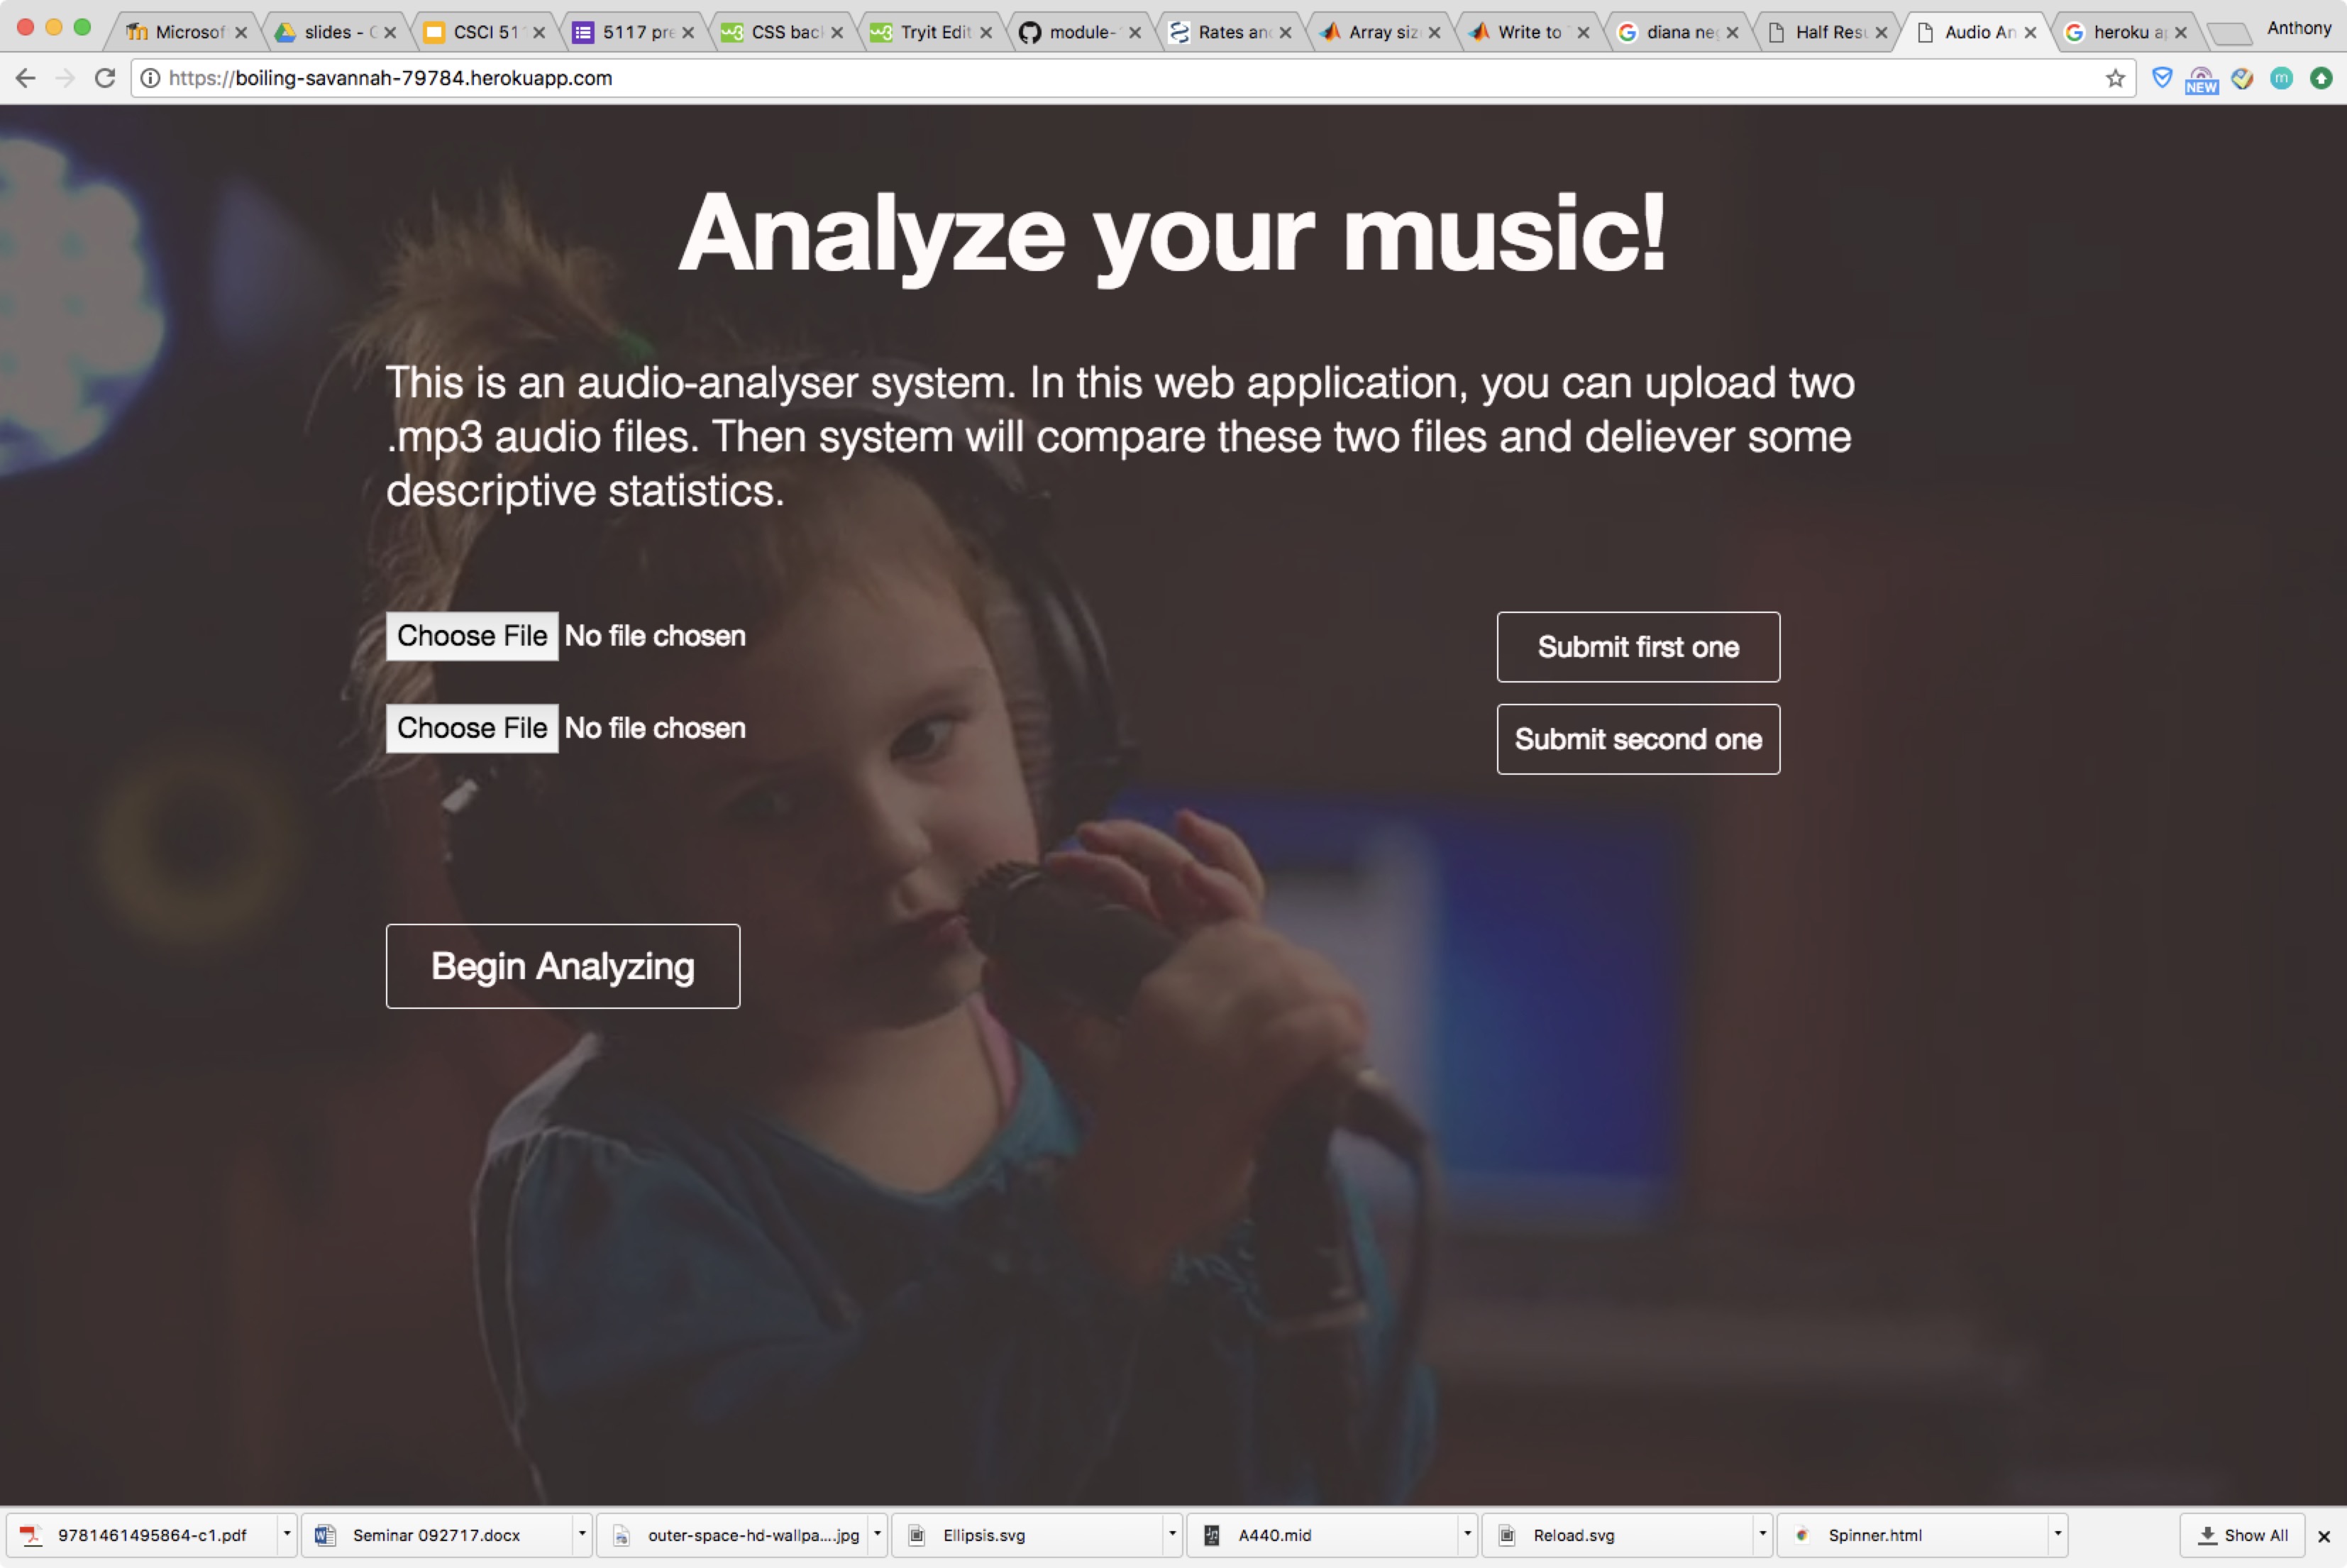 Microsof
slides - C
CSCI 51
5117 pre
CSS bac
Tryit Edit
module-
Rates an
Array siz
Write to
diana neg
Half Resu
Audio An
heroku a
Anthony
https://boiling-savannah-79784.herokuapp.com
NEW
m
Analyze your music!
This is an audio-analyser system. In this web application, you can upload two
.mp3 audio files. Then system will compare these two files and deliever some
descriptive statistics.
Choose File No file chosen
Submit first one
Choose File No file chosen
Submit second one
Begin Analyzing
9781461495864-c1.pdf
Seminar 092717.docx
outer-space-hd-wallpa....jpg
Ellipsis.svg
A440.mid
Reload.svg
Spinner.html
Show All